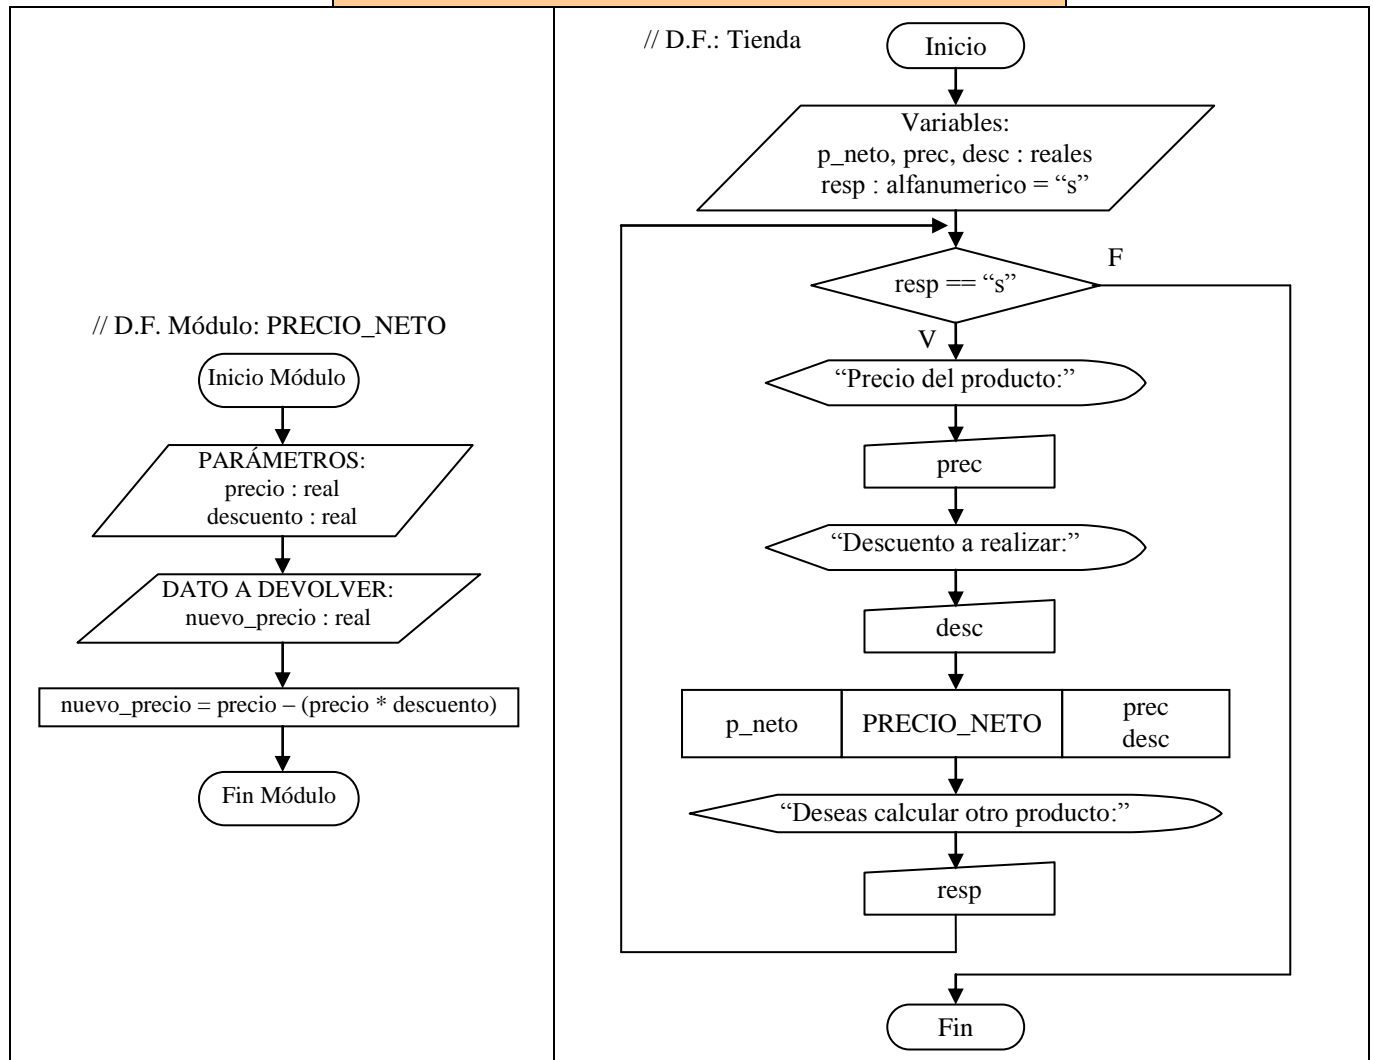 // D.F. Módulo: PRECIO_NETO
Inicio Módulo
PARÁMETROS:
precio : real
descuento : real
DATO A DEVOLVER:
nuevo_precio : real
nuevo_precio = precio – (precio * descuento)
Fin Módulo
// D.F.: Tienda
Inicio
Variables:
p_neto, prec, desc : reales
resp : alfanumerico = “s”
resp == “s”
F
V
“Precio del producto:”
prec
“Descuento a realizar:”
desc
p_neto
PRECIO_NETO
prec
desc
“Deseas calcular otro producto:”
resp
Fin